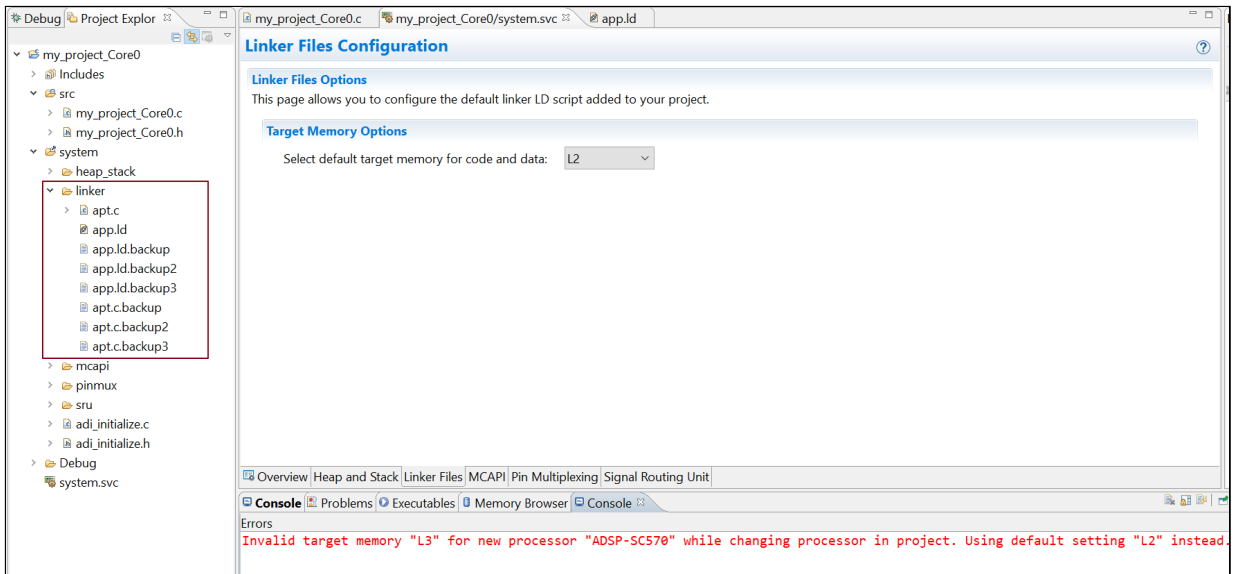 Debug Project Explor
my_project_Core0
Includes
src
my_project_Core0.c
my_project_Core0.h
system
heap_stack
linker
apt.c
app.ld
app.ld.backup
app.ld.backup2
app.ld.backup3
apt.c.backup
apt.c.backup2
apt.c.backup3
mcapi
pinmux
sru
adi_initialize.c
adi_initialize.h
Debug
system.svc
my_project_Core0.c my_project_Core0/system.svc app.ld
Linker Files Configuration
Linker Files Options
This page allows you to configure the default linker LD script added to your project.
Target Memory Options
Select default target memory for code and data: L2
Overview Heap and Stack Linker Files MCAPI Pin Multiplexing Signal Routing Unit
Console Problems Executables Memory Browser Console
Errors
Invalid target memory "L3" for new processor "ADSP-SC570" while changing processor in project. Using default setting "L2" instead.